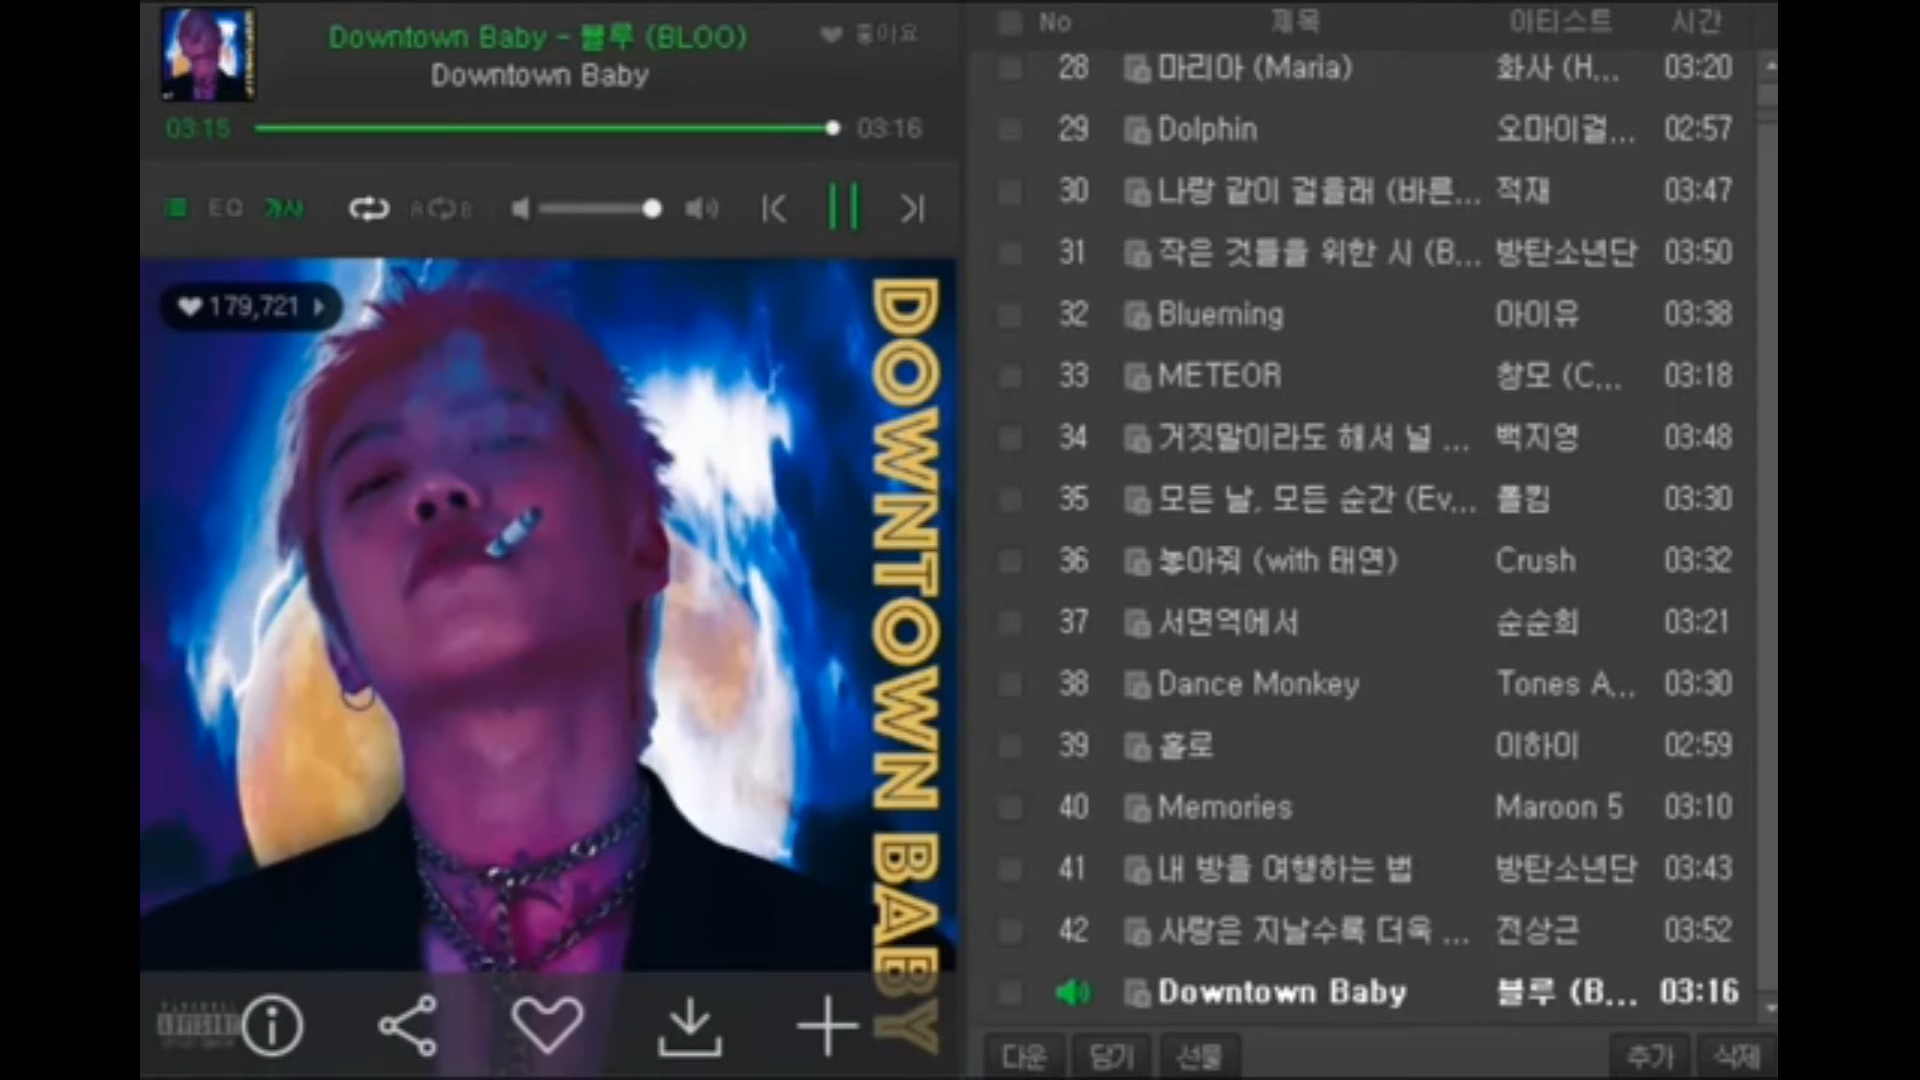 Downtown Baby - 블루 (BLOO)
좋아요
Downtown Baby
03:15
03:16
EQ 가사
A B
179,721
DOWNTOWN BABY
ADVISORY
No 제목 아티스트 시간
28 마리아 (Maria) 화사 (H... 03:20
29 Dolphin 오마이걸... 02:57
30 나랑 같이 걸을래 (바른... 적재 03:47
31 작은 것들을 위한 시 (B... 방탄소년단 03:50
32 Blueming 아이유 03:38
33 METEOR 창모 (C... 03:18
34 거짓말이라도 해서 널 ... 백지영 03:48
35 모든 날, 모든 순간 (Ev... 폴킴 03:30
36 놓아줘 (with 태연) Crush 03:32
37 서면역에서 순순희 03:21
38 Dance Monkey Tones A... 03:30
39 홀로 이하이 02:59
40 Memories Maroon 5 03:10
41 내 방을 여행하는 법 방탄소년단 03:43
42 사랑은 지날수록 더욱 ... 전상근 03:52
Downtown Baby 블루 (B... 03:16
다운 담기 선물 추가 삭제